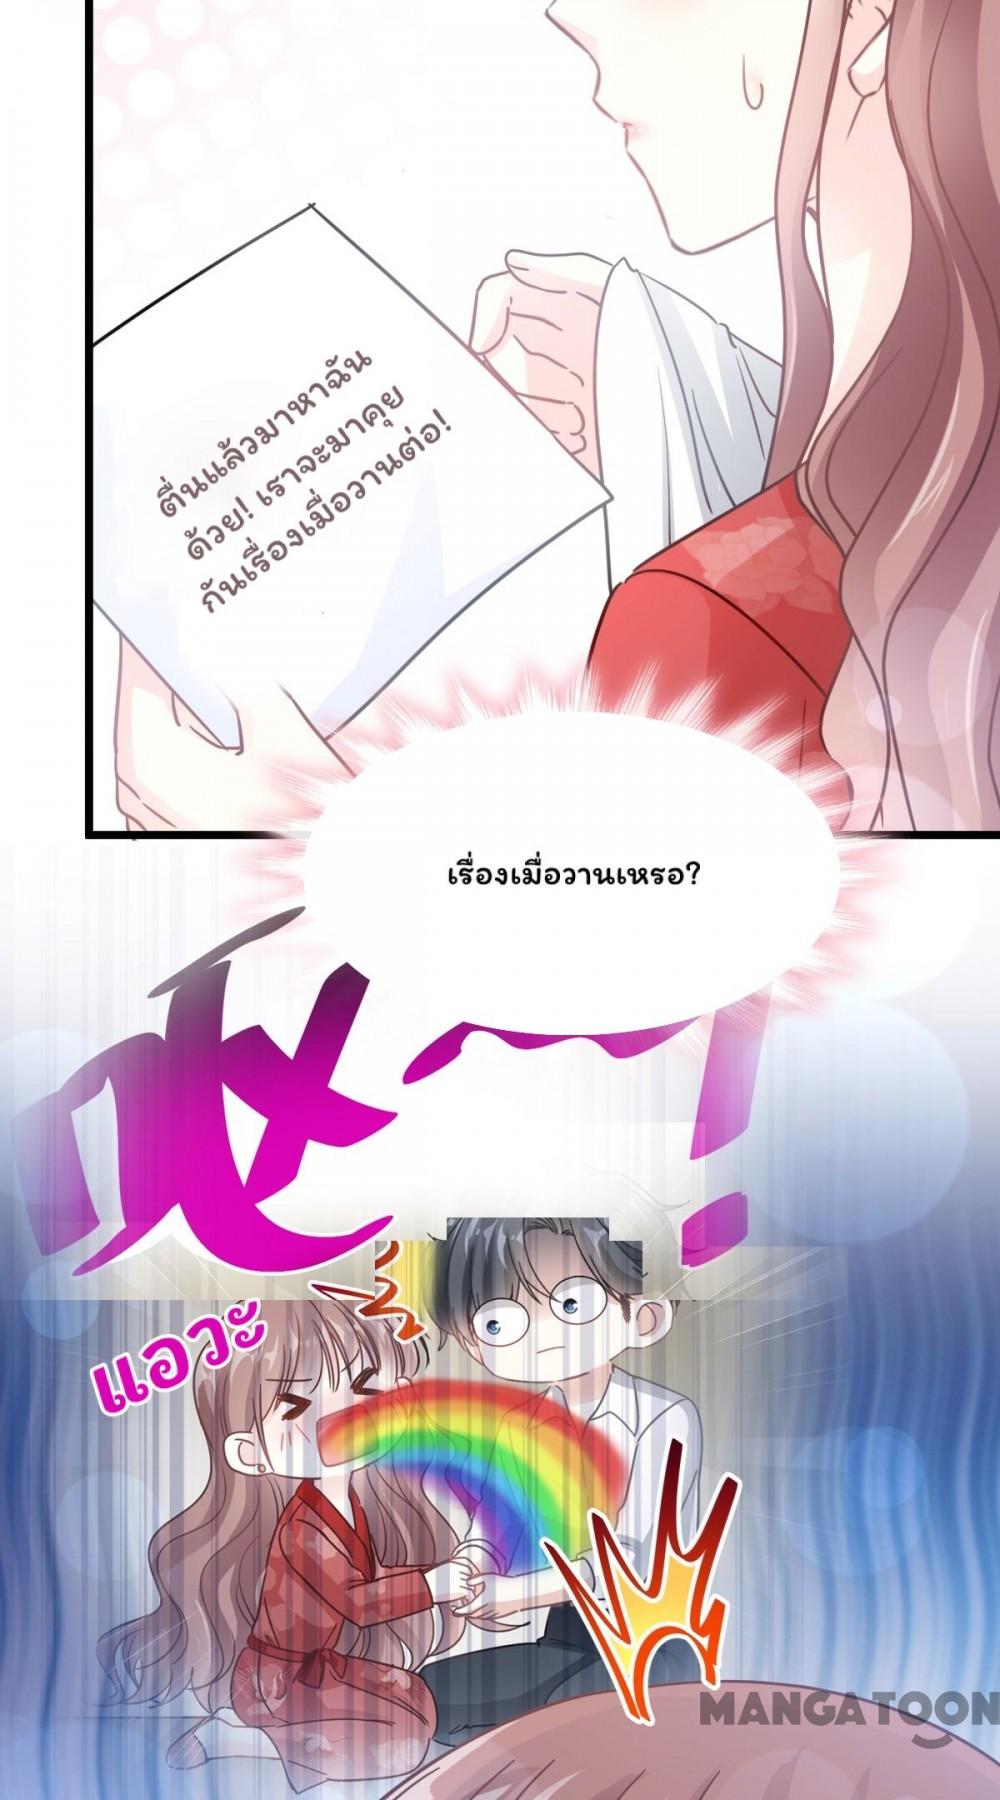 ตื่นแล้วมาหาฉัน
ด้วย! เราจะมาคุย
กันเรื่องเมื่อวานต่อ!
เรื่องเมื่อวานเหรอ?
แอวะ
MANGATOON